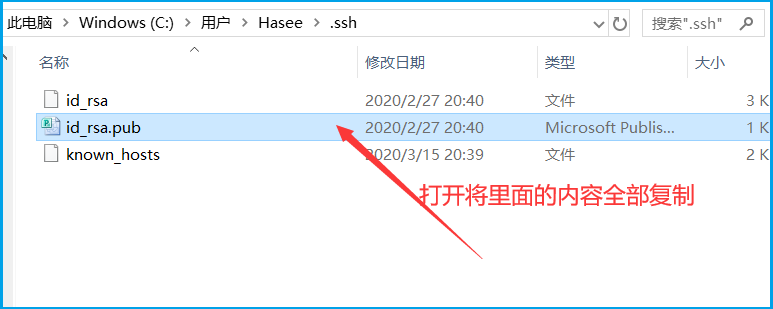 此电脑 > Windows (C:) > 用户 > Hasee > .ssh
搜索".ssh"
名称 修改日期 类型 大小
id_rsa 2020/2/27 20:40 文件 3 K
id_rsa.pub 2020/2/27 20:40 Microsoft Publis... 1 K
known_hosts 2020/3/15 20:39 文件 2 K
打开将里面的内容全部复制